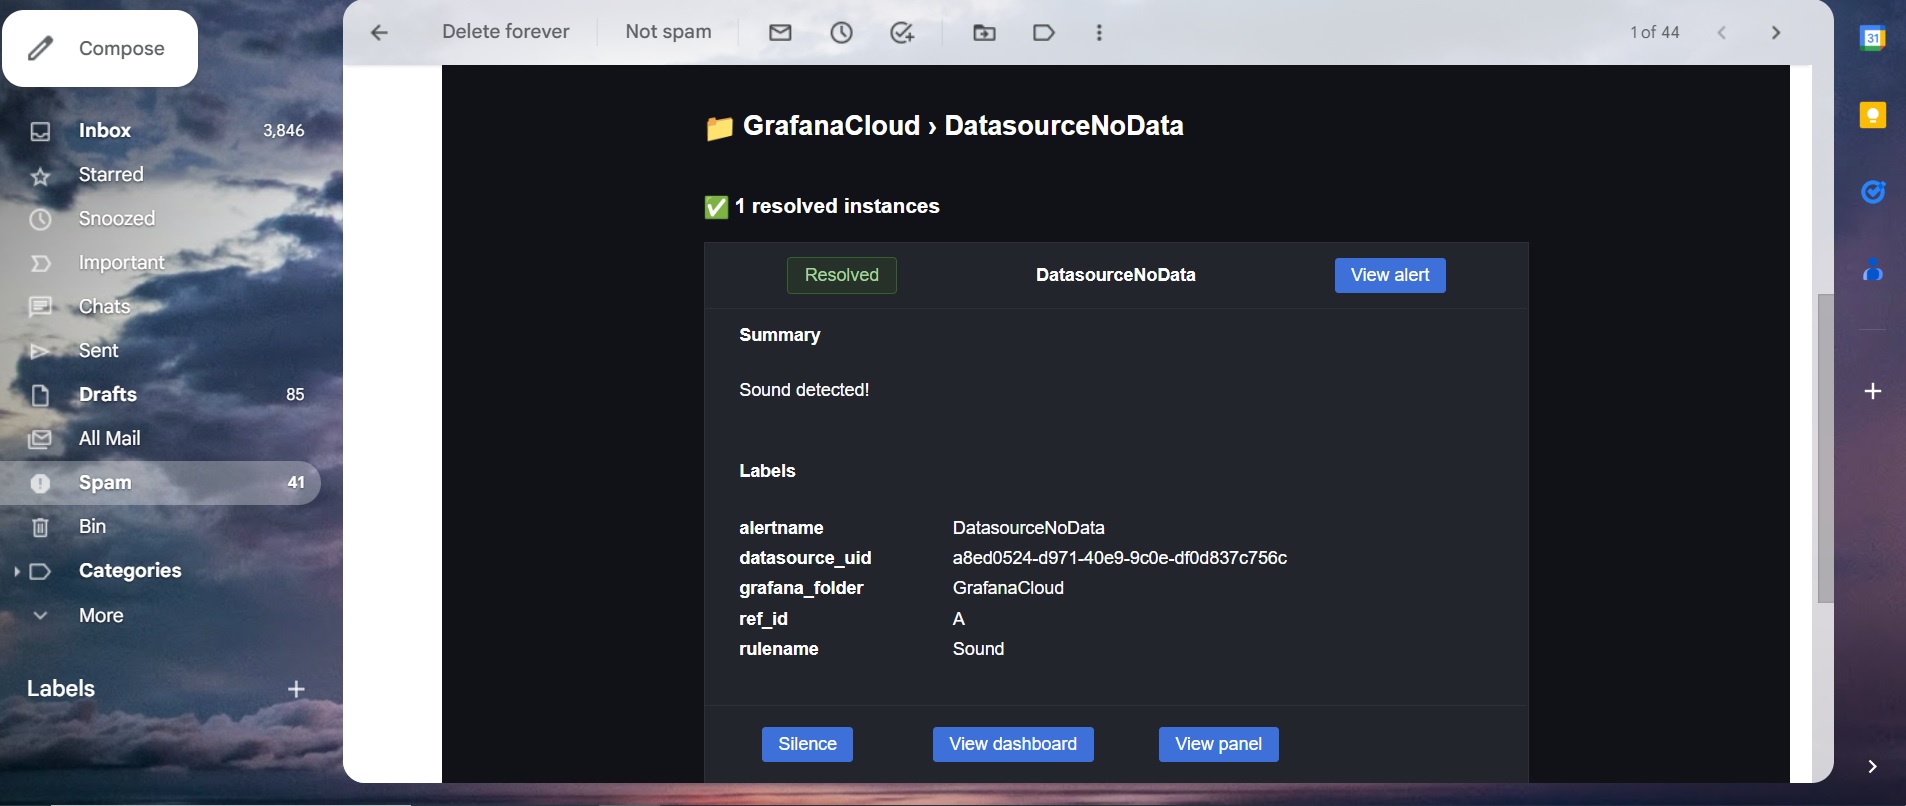 Compose
Inbox 3,846
Starred
Snoozed
Important
Chats
Sent
Drafts 85
All Mail
Spam 41
Bin
Categories
More
Labels
Delete forever Not spam 1 of 44
GrafanaCloud › DatasourceNoData
1 resolved instances
Resolved DatasourceNoData View alert
Summary
Sound detected!
Labels
alertname DatasourceNoData
datasource_uid a8ed0524-d971-40e9-9c0e-df0d837c756c
grafana_folder GrafanaCloud
ref_id A
rulename Sound
Silence View dashboard View panel
31